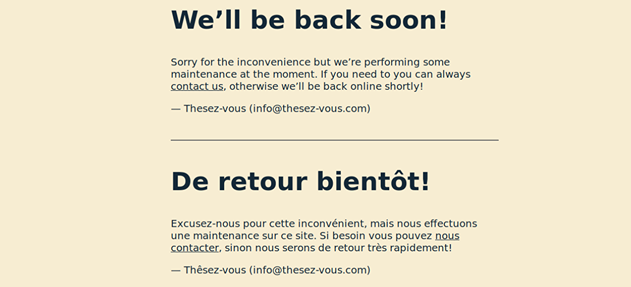 We’ll be back soon!
Sorry for the inconvenience but we’re performing some
maintenance at the moment. If you need to you can always
contact us, otherwise we’ll be back online shortly!
— Thesez-vous (info@thesez-vous.com)
De retour bientôt!
Excusez-nous pour cette inconvénient, mais nous effectuons
une maintenance sur ce site. Si besoin vous pouvez nous
contacter, sinon nous serons de retour très rapidement!
— Thêsez-vous (info@thesez-vous.com)